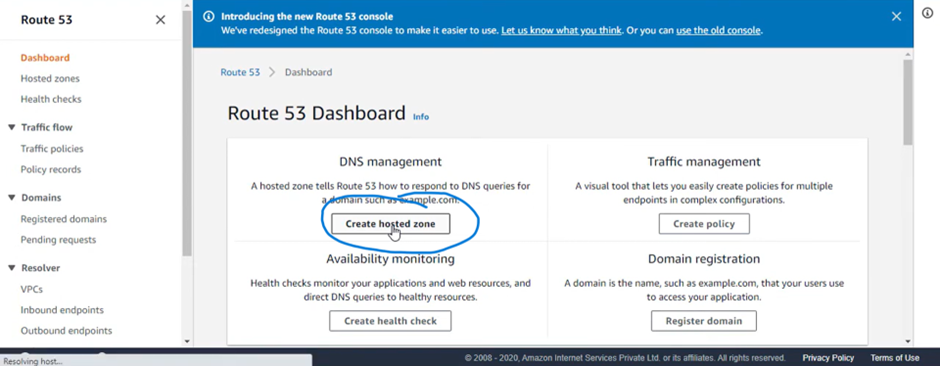 Route 53
Dashboard
Hosted zones
Health checks
Traffic flow
Traffic policies
Policy records
Domains
Registered domains
Pending requests
Resolver
VPCs
Inbound endpoints
Outbound endpoints
Resolving host...
Introducing the new Route 53 console
We've redesigned the Route 53 console to make it easier to use. Let us know what you think. Or you can use the old console.
Route 53 > Dashboard
Route 53 Dashboard Info
DNS management
A hosted zone tells Route 53 how to respond to DNS queries for
a domain such as example.com.
Create hosted zone
Traffic management
A visual tool that lets you easily create policies for multiple
endpoints in complex configurations.
Create policy
Availability monitoring
Health checks monitor your applications and web resources, and
direct DNS queries to healthy resources.
Create health check
Domain registration
A domain is the name, such as example.com, that your users use
to access your application.
Register domain
© 2008 - 2020, Amazon Internet Services Private Ltd. or its affiliates. All rights reserved. Privacy Policy Terms of Use